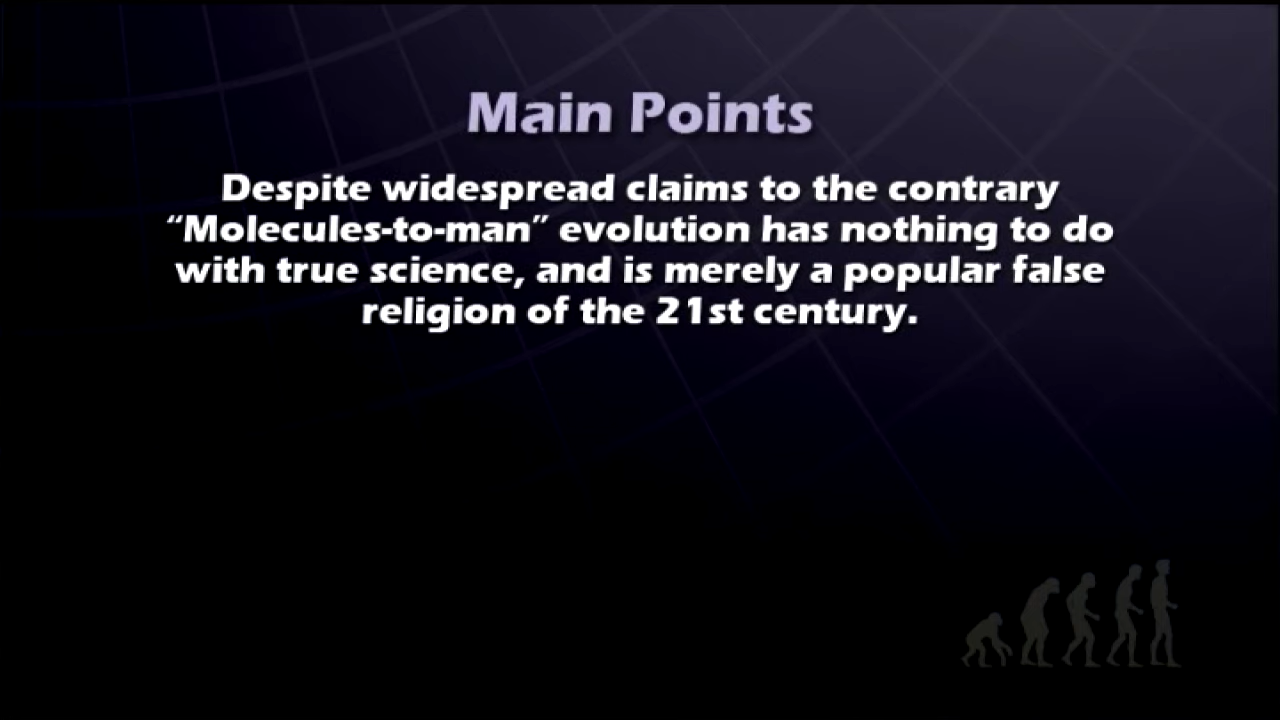 Main Points
Despite widespread claims to the contrary
“Molecules-to-man” evolution has nothing to do
with true science, and is merely a popular false
religion of the 21st century.